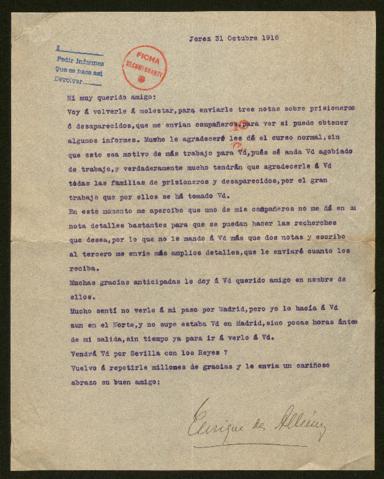 Jerez 31 Octubre 1916
Á
Pedir informes
Que se haga así
Devolver
FICHA
Mi muy querido amigo:
Voy á volverle á molestar, para enviarle tres notas sobre prisioneros
ó desaparecidos, que me envian compañeros, para ver si puede obtener
algunos informes. Mucho le agradeceré les dé el curso normal, sin
que esto sea motivo de más trabajo para Vd, pués sé anda Vd agobiado
de trabajo, y verdaderamente mucho tendrán que agradecerle á Vd
tódas las familias de prisioneros y desaparecidos, por el gran
trabajo que por ellos se há tomado Vd.
En este momento me apercibo que uno de mis compañeros no me dá en su
nota detalles bastantes para que se puedan hacer las recherches
que desea, por lo que no le mando á Vd más que dos notas y escribo
al tercero me envie más amplios detalles, que le enviaré cuanto los
reciba.
Muchas gracias anticipadas le doy á Vd querido amigo en nombre de
ellos.
Mucho sentí no verle á mi paso por Madrid, pero yo lo hacía á Vd
aun en el Norte, y no supe estaba Vd en Madrid, sino pocas horas ántes
de mi salida, sin tiempo ya para ir á verlo á Vd.
Vendrá Vd por Sevilla con los Reyes ?
Vuelvo á repetirle millones de gracias y le envia un cariñoso
abrazo su buen amigo:
Enrique de